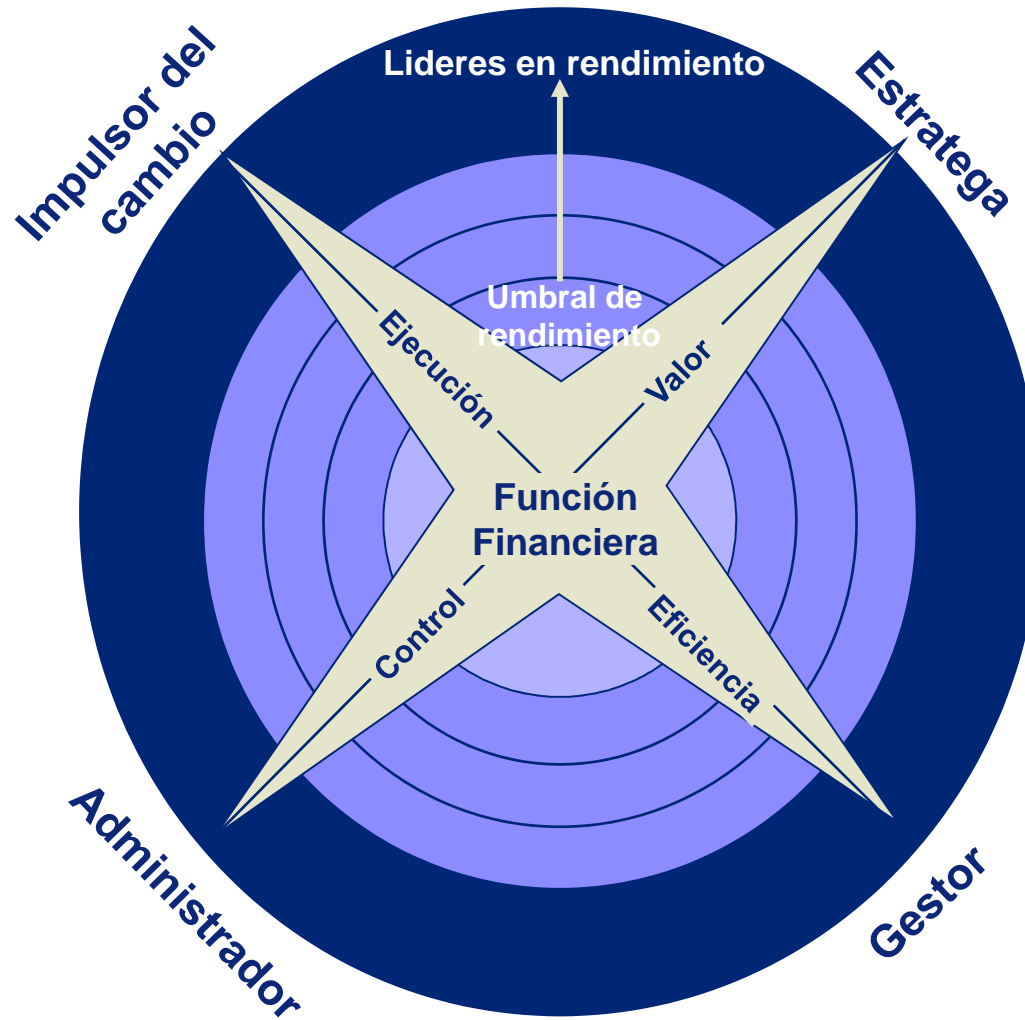 Impulsor del
cambio
Lideres en rendimiento
Estratega
Umbral de
rendimiento
Ejecución
Valor
Función
Financiera
Control
Eficiencia
Administrador
Gestor